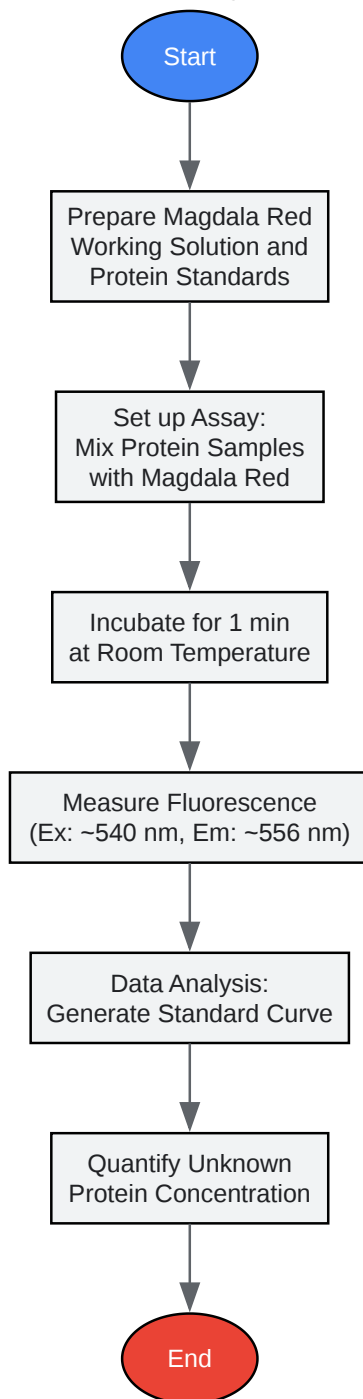 Start
Prepare Magdala Red
Working Solution and
Protein Standards
Set up Assay:
Mix Protein Samples
with Magdala Red
Incubate for 1 min
at Room Temperature
Measure Fluorescence
(Ex: ~540 nm, Em: ~556 nm)
Data Analysis:
Generate Standard Curve
Quantify Unknown
Protein Concentration
End